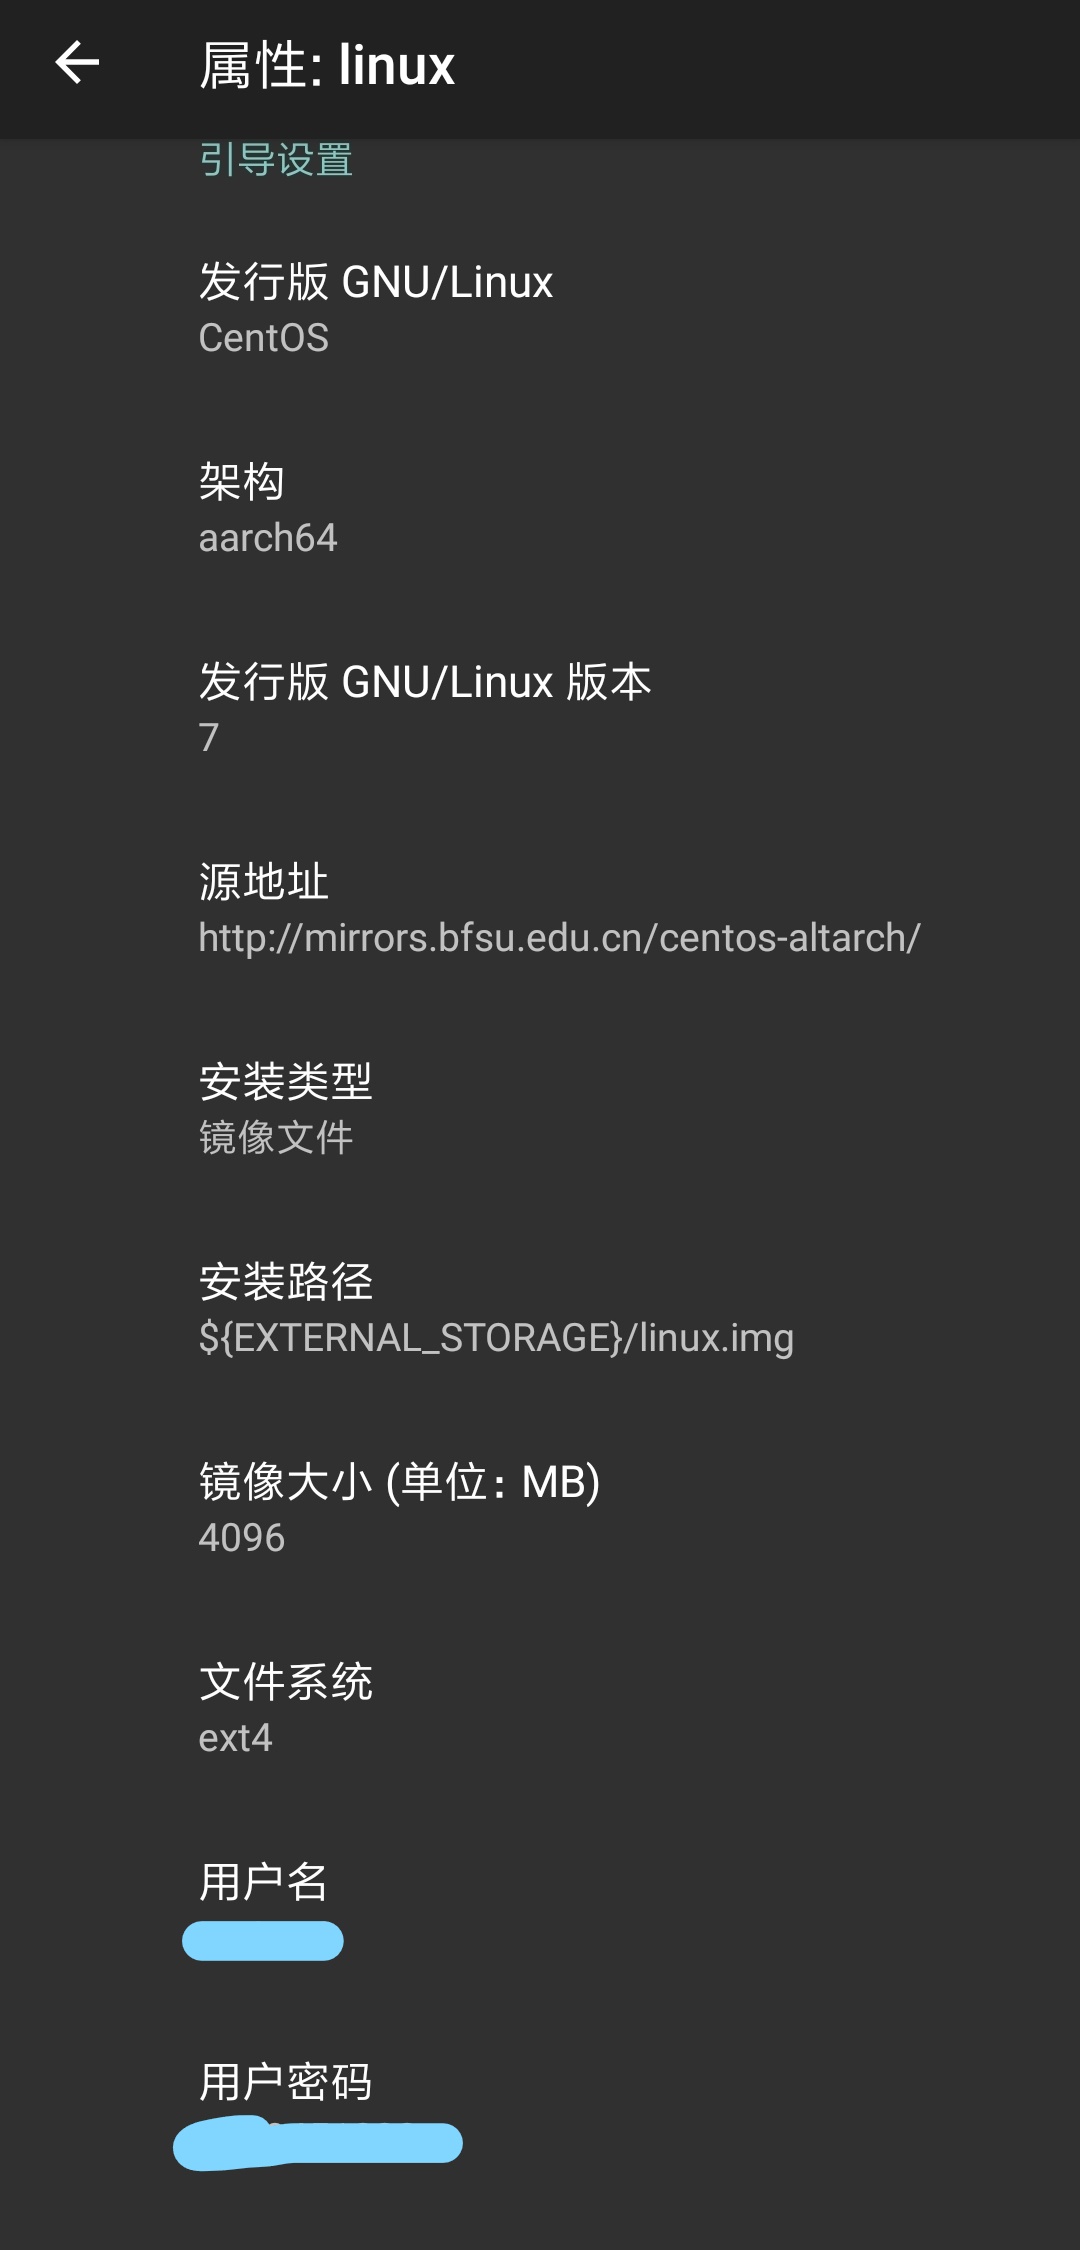 属性: linux
引导设置
发行版 GNU/Linux
CentOS
架构
aarch64
发行版 GNU/Linux 版本
7
源地址
http://mirrors.bfsu.edu.cn/centos-altarch/
安装类型
镜像文件
安装路径
${EXTERNAL_STORAGE}/linux.img
镜像大小 (单位：MB)
4096
文件系统
ext4
用户名
用户密码